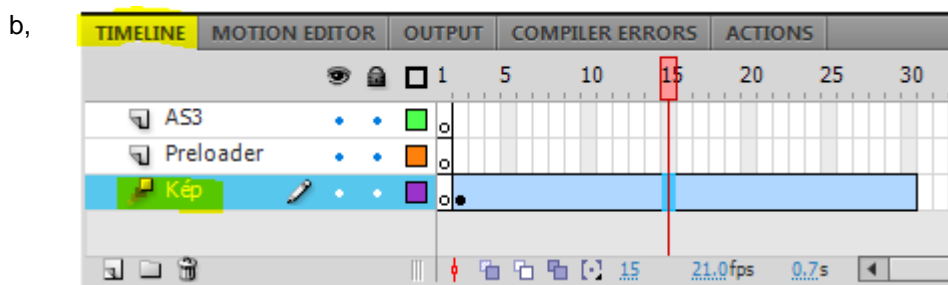 b,
TIMELINE MOTION EDITOR OUTPUT COMPILER ERRORS ACTIONS
1 5 10 15 20 25 30
AS3
Preloader
Kép
15 21.0fps 0.7s